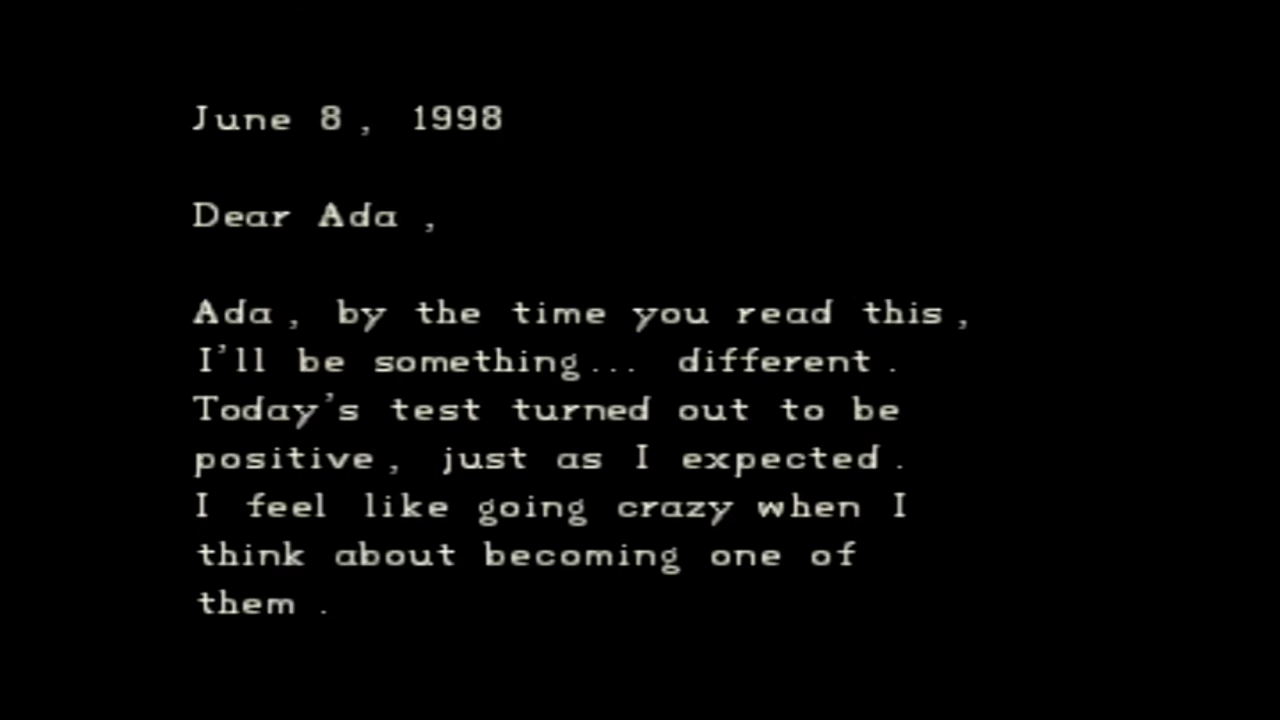 June 8, 1998
Dear Ada,
Ada, by the time you read this,
I'll be something... different.
Today's test turned out to be
positive, just as I expected.
I feel like going crazy when I
think about becoming one of
them.